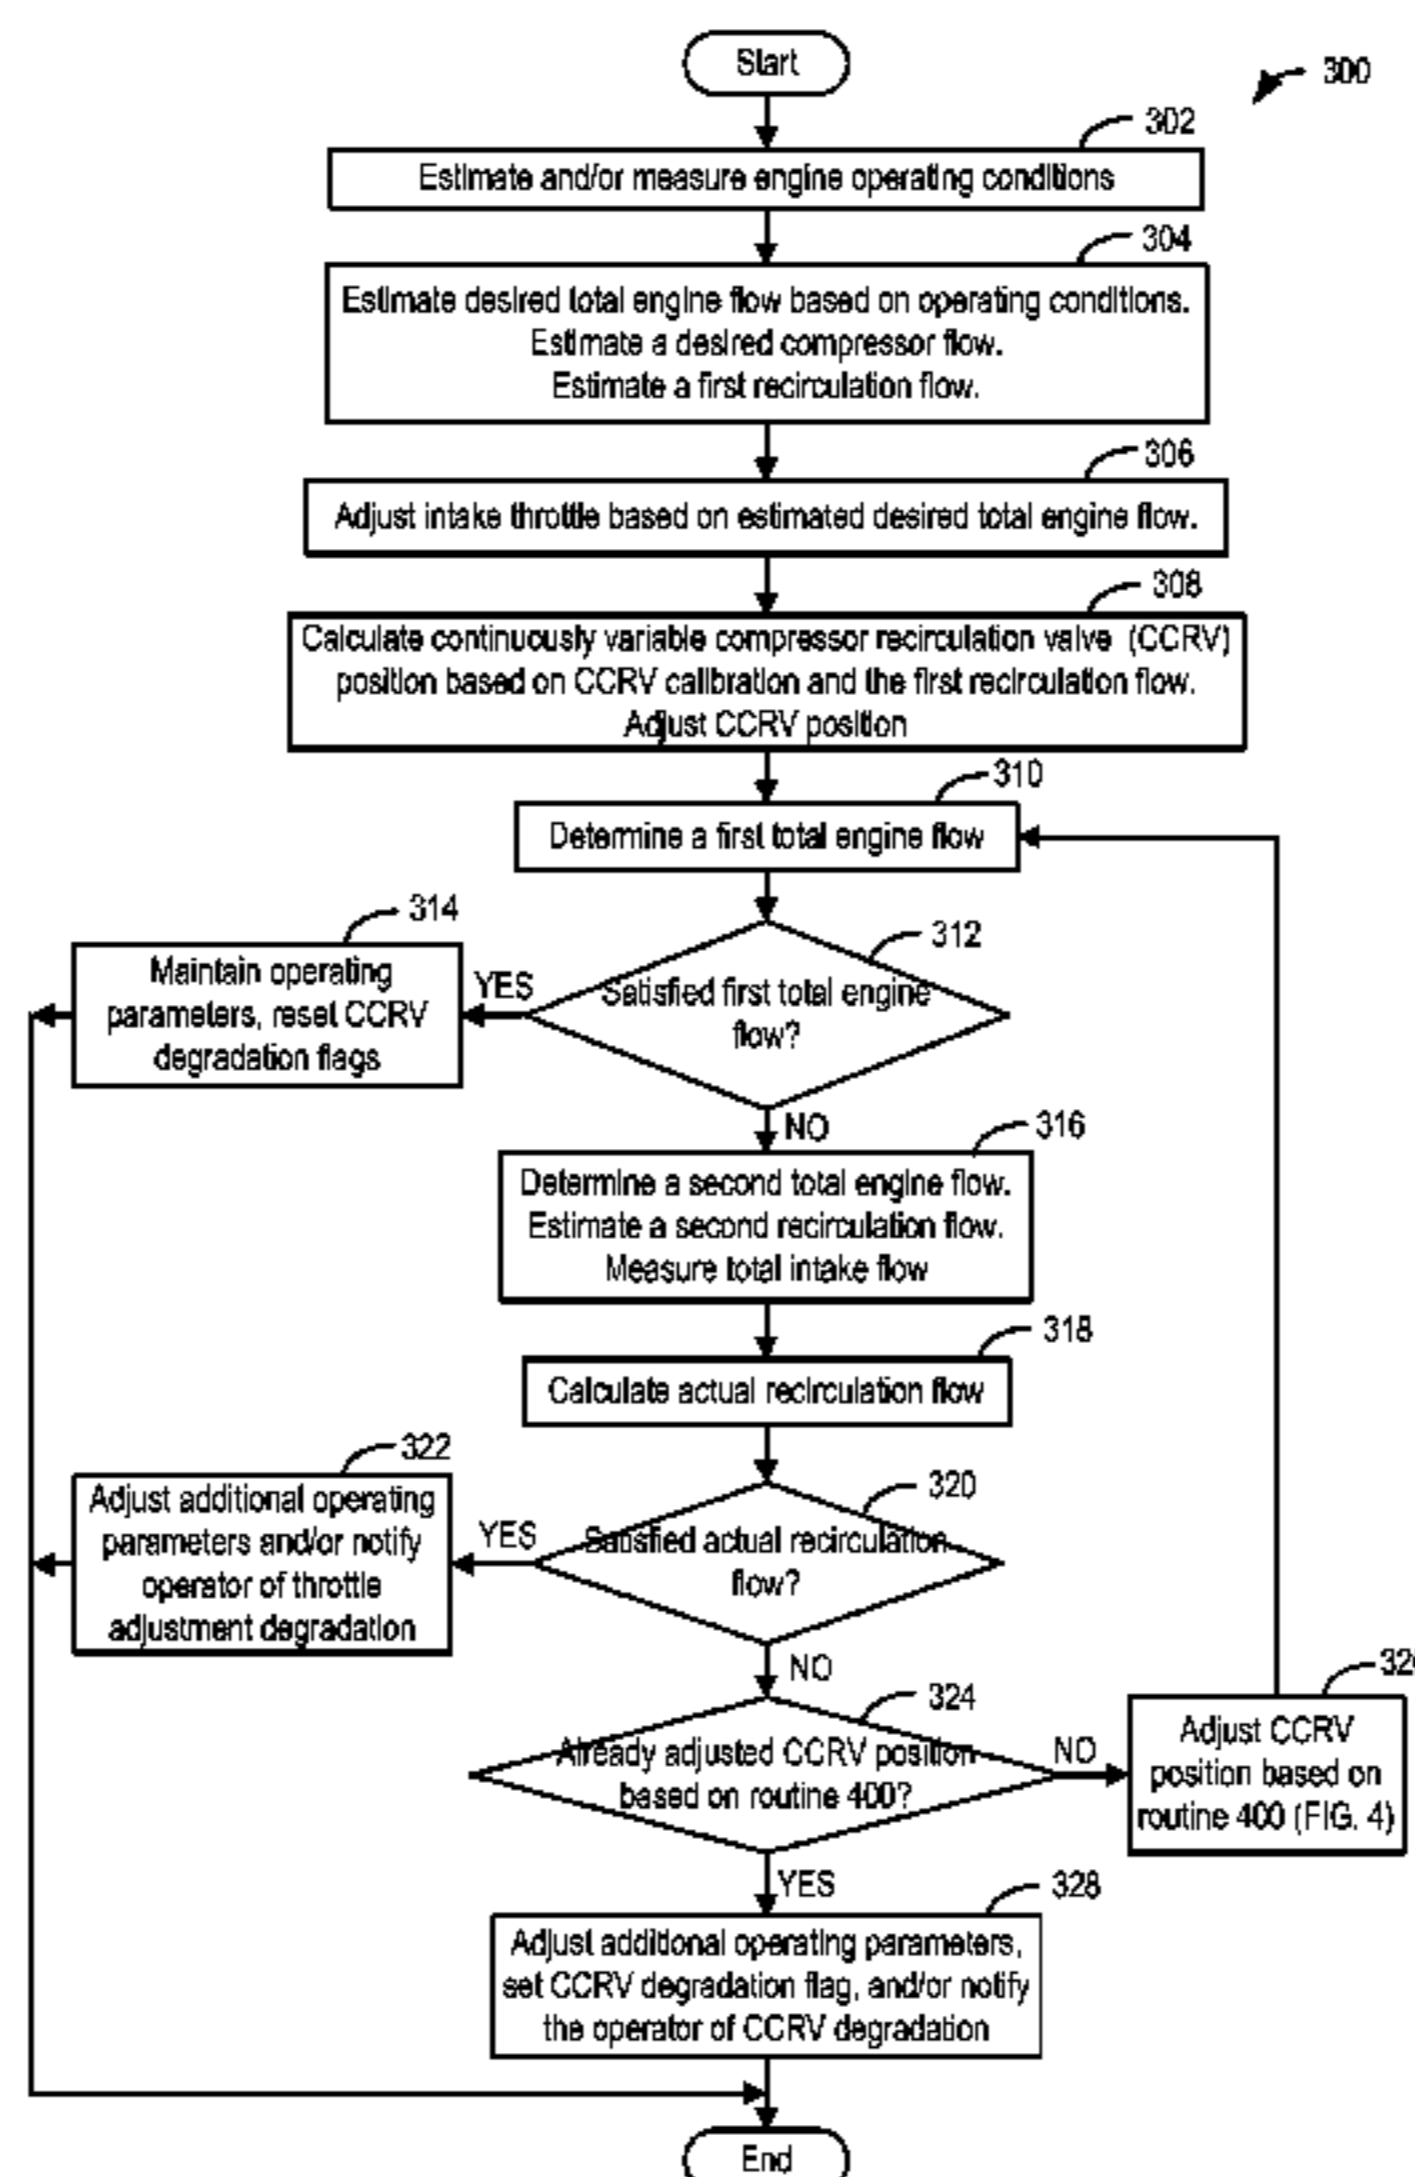 Start
300
302
Estimate and/or measure engine operating conditions
304
Estimate desired total engine flow based on operating conditions.
Estimate a desired compressor flow.
Estimate a first recirculation flow.
306
Adjust intake throttle based on estimated desired total engine flow.
308
Calculate continuously variable compressor recirculation valve (CCRV)
position based on CCRV calibration and the first recirculation flow.
Adjust CCRV position
310
Determine a first total engine flow
312
Satisfied first total engine
flow?
YES
314
Maintain operating
parameters, reset CCRV
degradation flags
NO
316
Determine a second total engine flow.
Estimate a second recirculation flow.
Measure total intake flow
318
Calculate actual recirculation flow
320
Satisfied actual recirculation
flow?
YES
322
Adjust additional operating
parameters and/or notify
operator of throttle
adjustment degradation
NO
324
Already adjusted CCRV position
based on routine 400?
NO
Adjust CCRV
position based on
routine 400 (FIG. 4)
YES
328
Adjust additional operating parameters,
set CCRV degradation flag, and/or notify
the operator of CCRV degradation
End